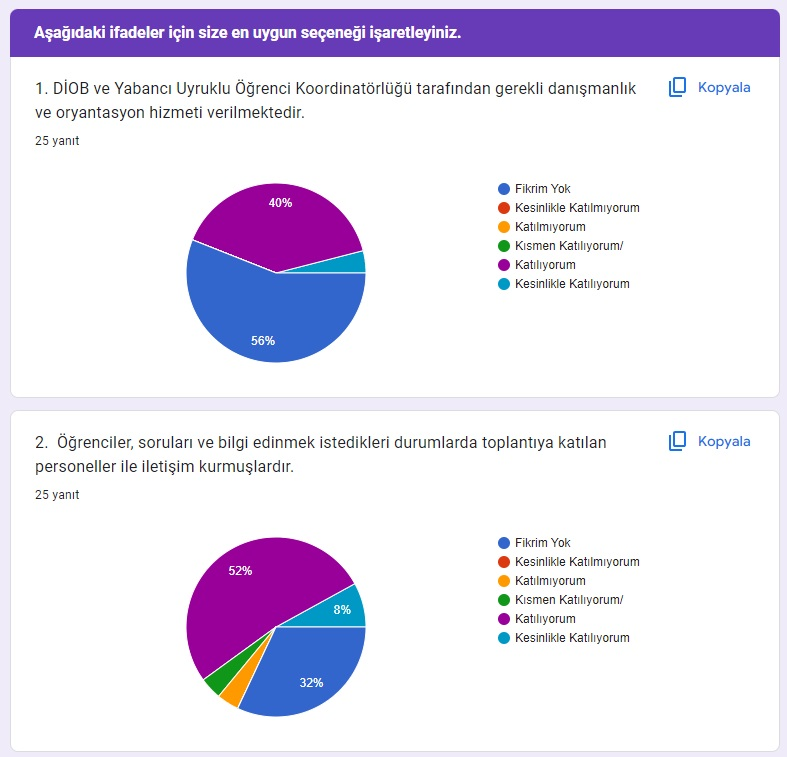 Aşağıdaki ifadeler için size en uygun seçeneği işaretleyiniz.
1. DİOB ve Yabancı Uyruklu Öğrenci Koordinatörlüğü tarafından gerekli danışmanlık
ve oryantasyon hizmeti verilmektedir.
Kopyala
25 yanıt
40%
56%
Fikrim Yok
Kesinlikle Katılmıyorum
Katılmıyorum
Kısmen Katılıyorum/
Katılıyorum
Kesinlikle Katılıyorum
2. Öğrenciler, soruları ve bilgi edinmek istedikleri durumlarda toplantıya katılan
personeller ile iletişim kurmuşlardır.
Kopyala
25 yanıt
52%
8%
32%
Fikrim Yok
Kesinlikle Katılmıyorum
Katılmıyorum
Kısmen Katılıyorum/
Katılıyorum
Kesinlikle Katılıyorum